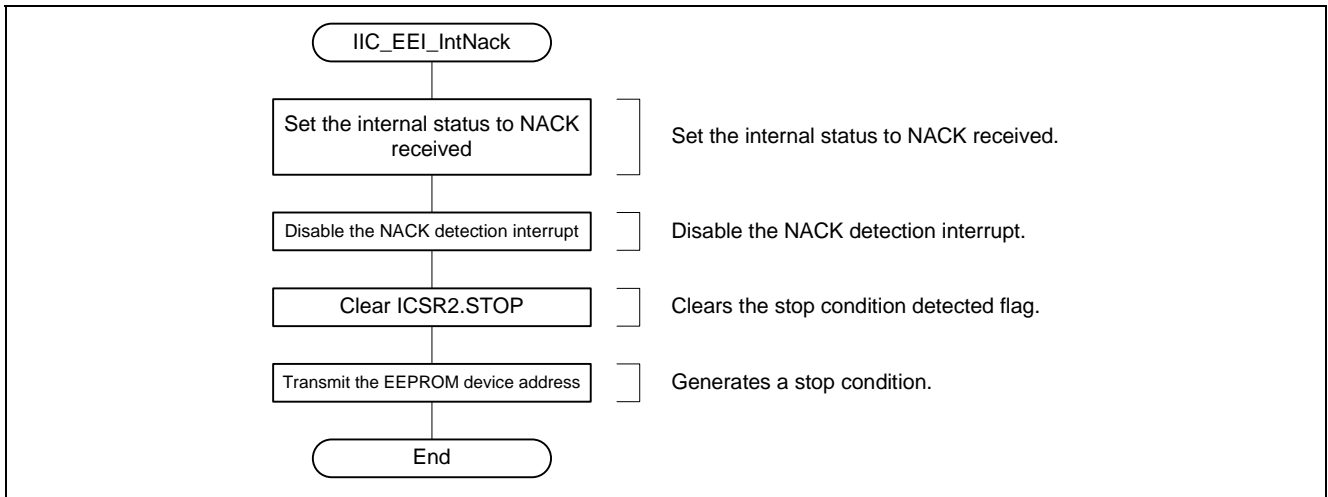 IIC_EEI_IntNack
Set the internal status to NACK
received
Set the internal status to NACK received.
Disable the NACK detection interrupt
Disable the NACK detection interrupt.
Clear ICSR2.STOP
Clears the stop condition detected flag.
Transmit the EEPROM device address
Generates a stop condition.
End